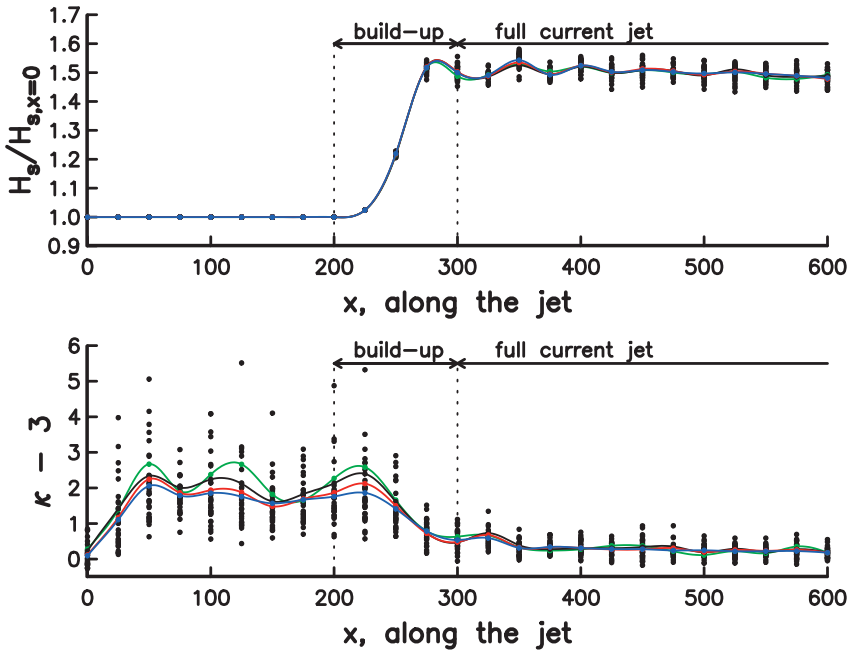 1.7
1.6
1.5
1.4
1.3
1.2
1.1
1.0
0.9
Hs/Hs,x=0
build-up
full current jet
0 100 200 300 400 500 600
x, along the jet
6
5
4
3
2
1
0
κ - 3
build-up
full current jet
0 100 200 300 400 500 600
x, along the jet